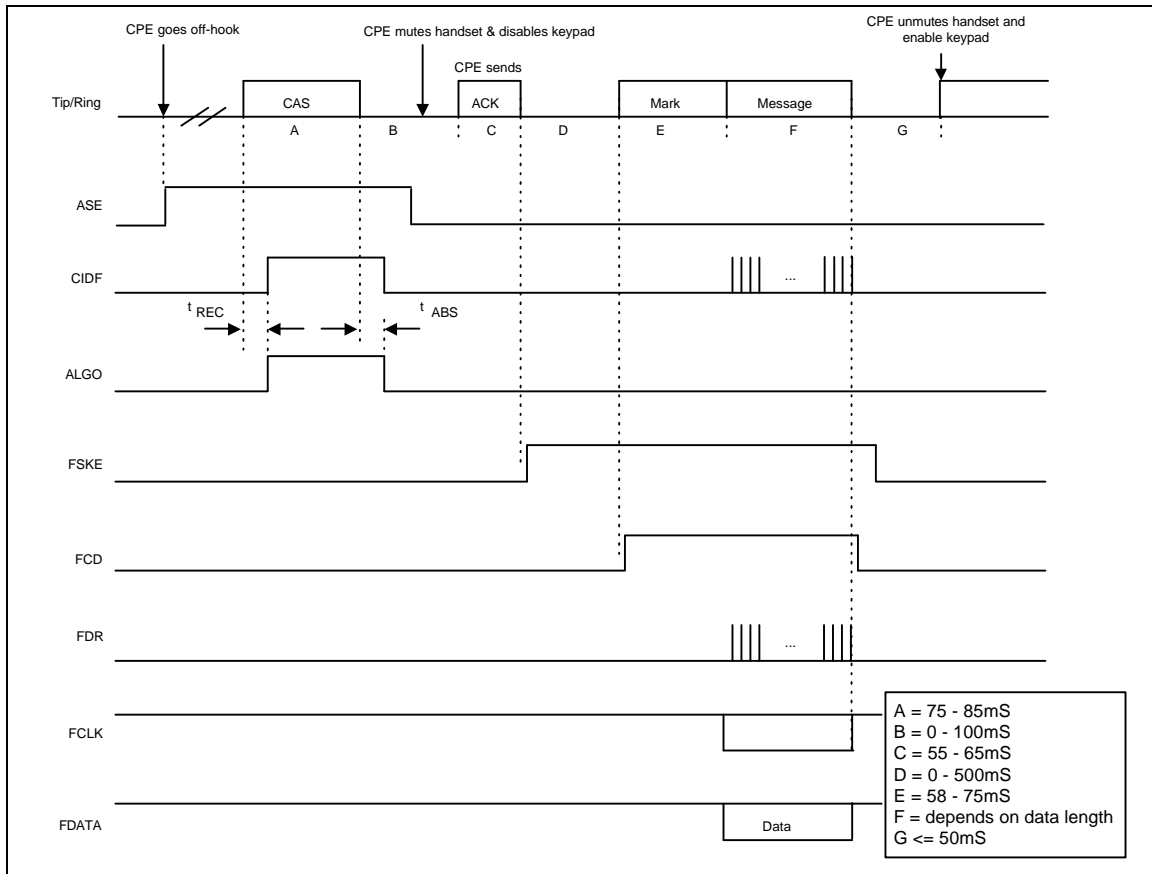 CPE goes off-hook
CPE mutes handset & disables keypad
CPE unmutes handset and
enable keypad
CPE sends
Tip/Ring
CAS
ACK
Mark
Message
A
B
C
D
E
F
G
ASE
CIDF
...
t REC
t ABS
ALGO
FSKE
FCD
FDR
...
FCLK
FDATA
Data
A = 75 - 85mS
B = 0 - 100mS
C = 55 - 65mS
D = 0 - 500mS
E = 58 - 75mS
F = depends on data length
G <= 50mS